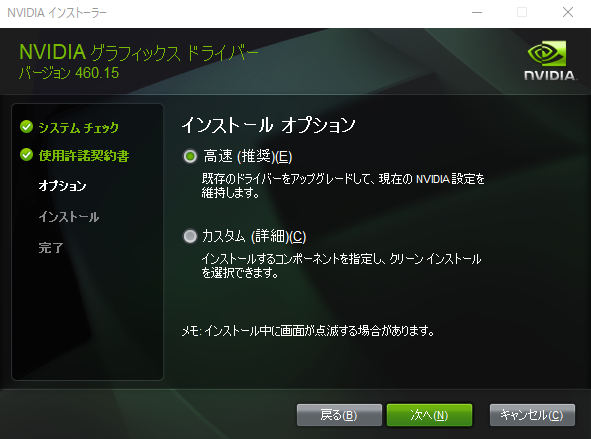 NVIDIA インストーラー
NVIDIA グラフィックス ドライバー
バージョン 460.15
NVIDIA.
システム チェック
使用許諾契約書
オプション
インストール
完了
インストール オプション
高速 (推奨)(E)
既存のドライバーをアップグレードして、現在の NVIDIA 設定を
維持します。
カスタム (詳細)(C)
インストールするコンポーネントを指定し、クリーン インストール
を選択できます。
メモ: インストール中に画面が点滅する場合があります。
戻る(B)
次へ(N)
キャンセル(C)